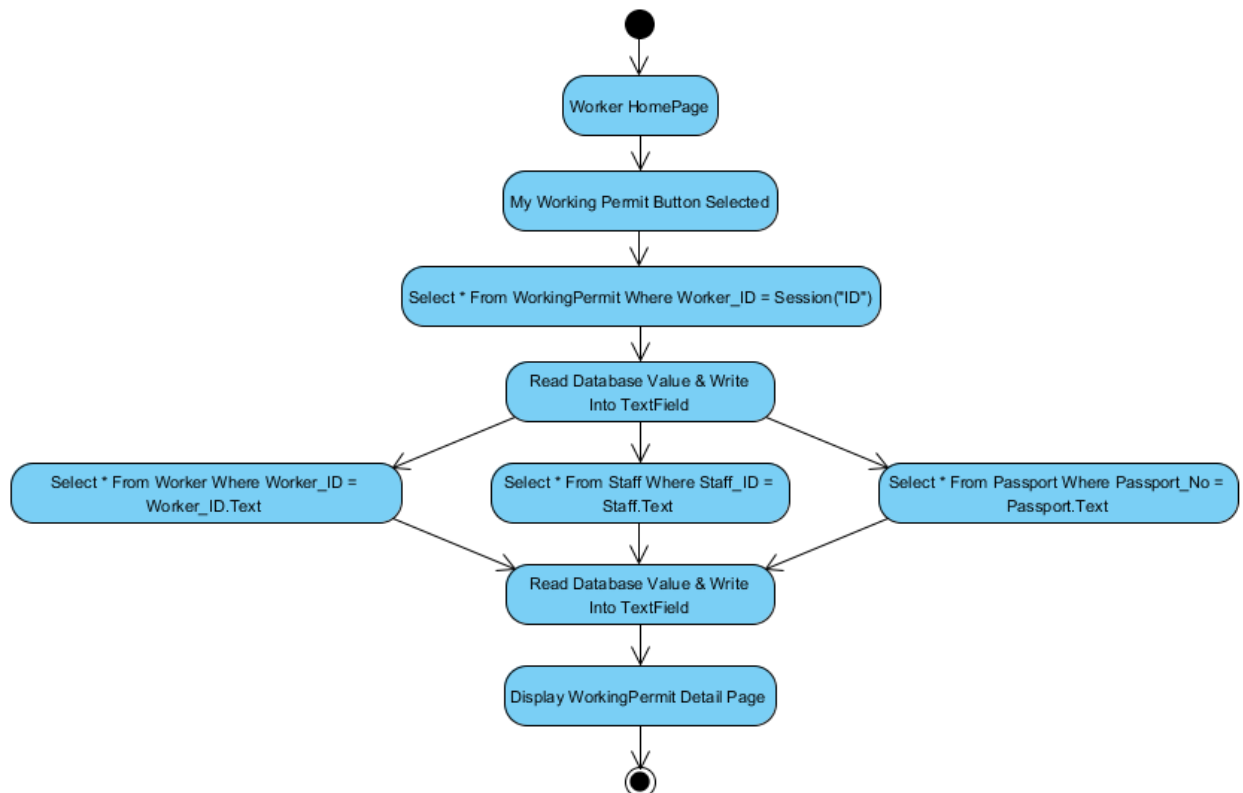 Worker HomePage
My Working Permit Button Selected
Select * From WorkingPermit Where Worker_ID = Session("ID")
Read Database Value & Write
Into TextField
Select * From Worker Where Worker_ID =
Worker_ID.Text
Select * From Staff Where Staff_ID =
Staff.Text
Select * From Passport Where Passport_No =
Passport.Text
Read Database Value & Write
Into TextField
Display WorkingPermit Detail Page